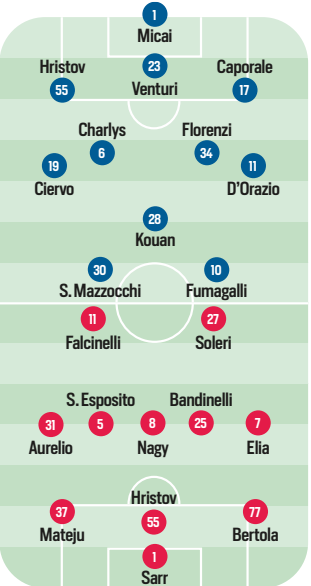 1
Micai
Hristov 23 Caporale
55 Venturi 17
Charlys Florenzi
19 6 34 11
Ciervo D'Orazio
28
Kouan
30 10
S. Mazzocchi Fumagalli
11 27
Falcinelli Soleri
S. Esposito Bandinelli
31 5 8 25 7
Aurelio Nagy Elia
Hristov
37 55 77
Mateju Bertola
1
Sarr